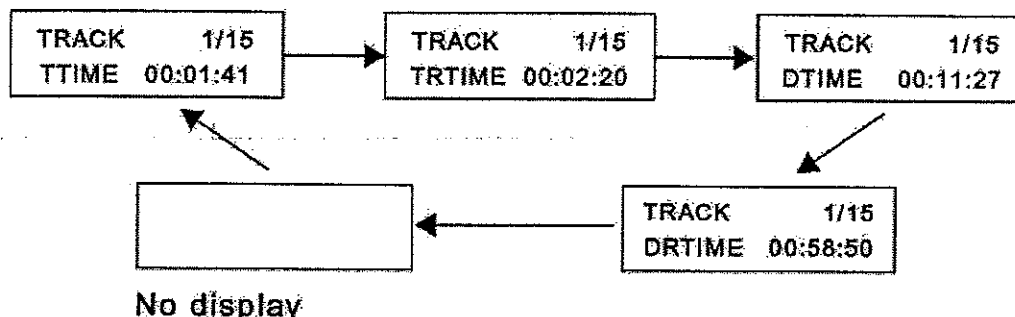 TRACK 1/15
TTIME 00:01:41
TRACK 1/15
TRTIME 00:02:20
TRACK 1/15
DTIME 00:11:27
TRACK 1/15
DRTIME 00:58:50
No display